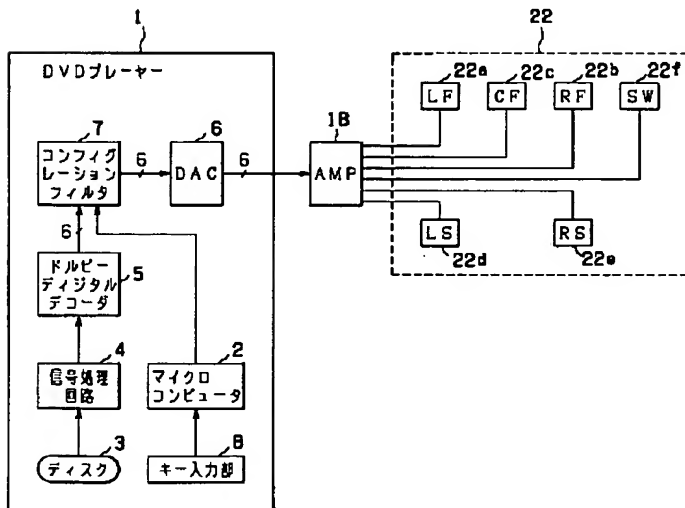 1
DVDプレーヤー
7
コンフィグ
レーション
フィルタ
6
6
DAC
6
18
AMP
22
22a
LF
22c
CF
22b
RF
22f
SW
LS
22d
RS
22e
6
ドルビー
ディジタル
デコーダ
5
4
信号処理
回路
2
マイクロ
コンピュータ
3
ディスク
8
キー入力部